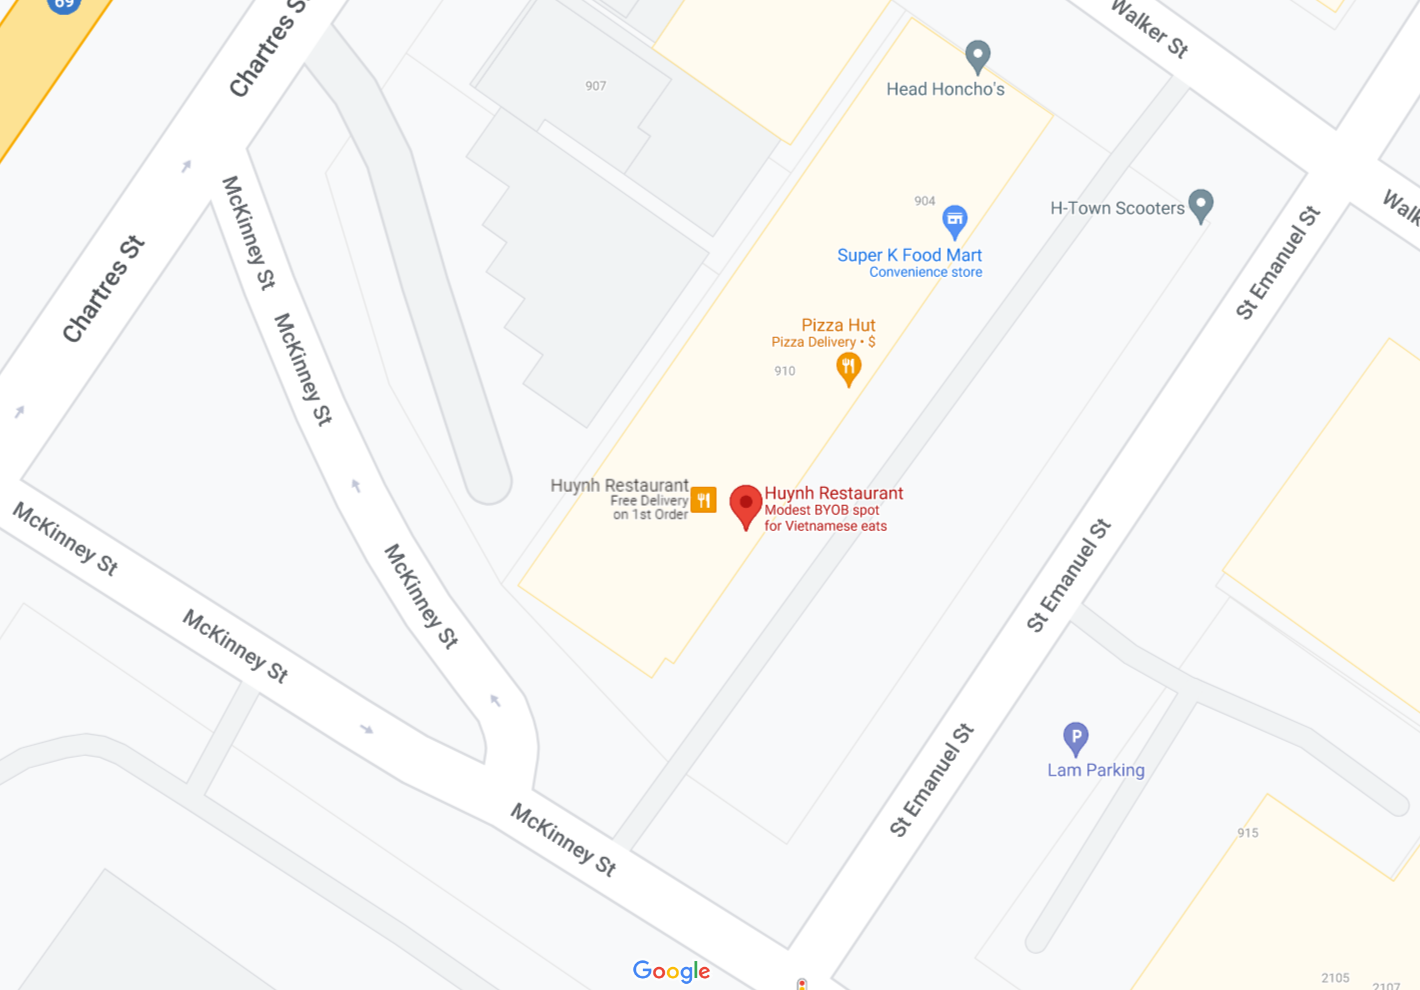 69
Chartres St
Walker St
Head Honcho's
907
McKinney St
904
H-Town Scooters
Walk
Super K Food Mart
Convenience store
Chartres St
St Emanuel St
McKinney St
Pizza Hut
Pizza Delivery • $
910
Huynh Restaurant
Free Delivery
on 1st Order
Huynh Restaurant
Modest BYOB spot
for Vietnamese eats
McKinney St
McKinney St
St Emanuel St
McKinney St
P
Lam Parking
St Emanuel St
McKinney St
915
Google
2105
2107